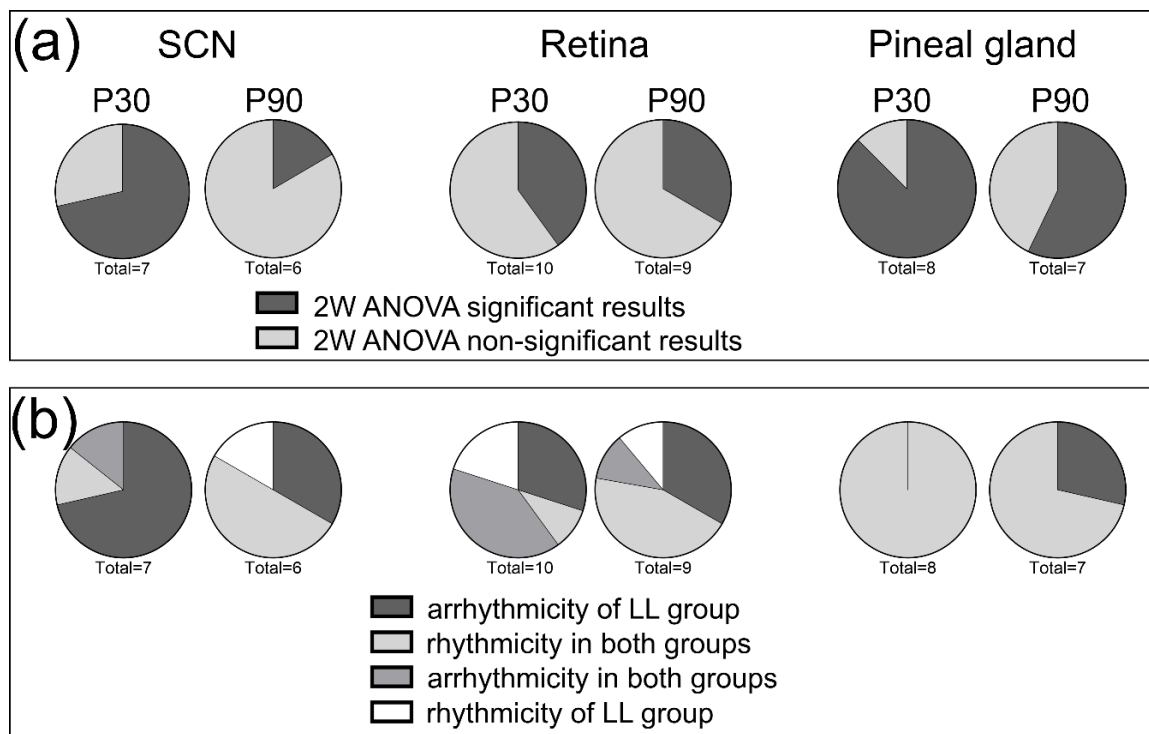 (a)
SCN Retina Pineal gland
P30 P90 P30 P90 P30 P90
Total=7 Total=6 Total=10 Total=9 Total=8 Total=7
2W ANOVA significant results
2W ANOVA non-significant results
(b)
Total=7 Total=6 Total=10 Total=9 Total=8 Total=7
arrhythmicity of LL group
rhythmicity in both groups
arrhythmicity in both groups
rhythmicity of LL group